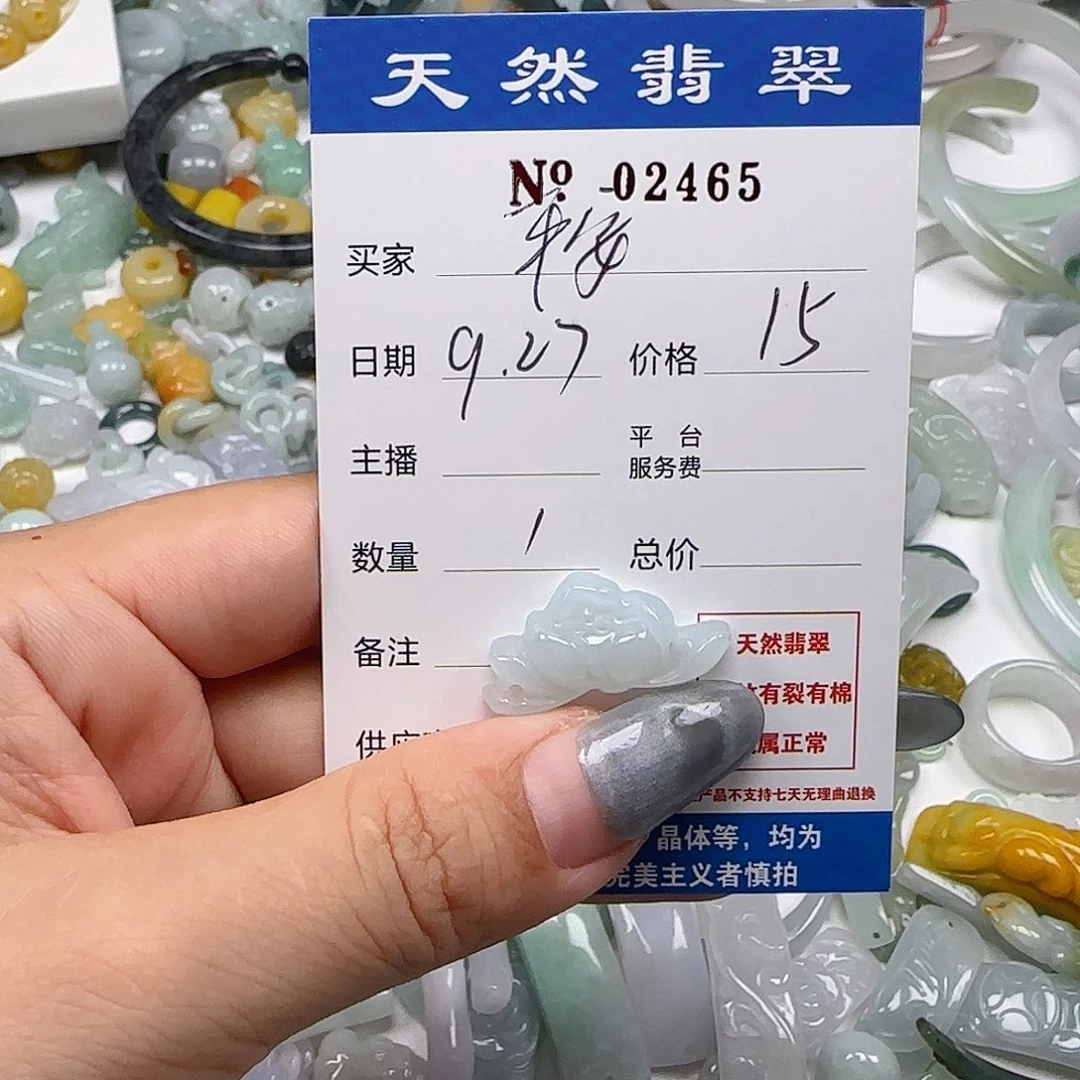 天然翡翠
№ -02465
买家 梅
日期 9.27 价格 15
主播 平台服务费
数量 1 总价
备注
天然翡翠
有裂有棉
属正常
供应
产品不支持七天无理由退换
晶体等，均为
完美主义者慎拍